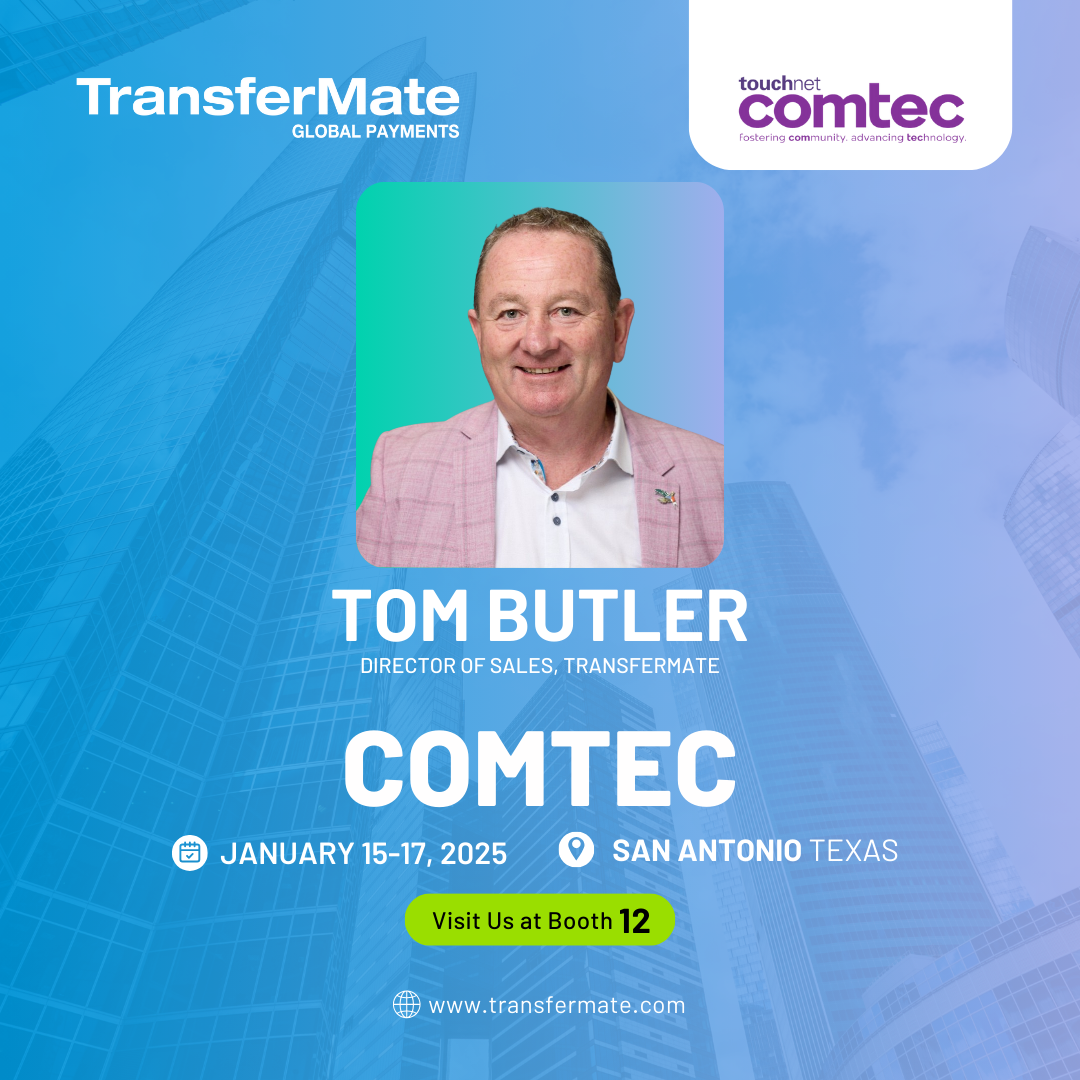 TransferMate
GLOBAL PAYMENTS
touchnet
comtec
fostering community. advancing technology.
TOM BUTLER
DIRECTOR OF SALES, TRANSFERMATE
COMTEC
JANUARY 15-17, 2025
SAN ANTONIO TEXAS
Visit Us at Booth 12
www.transfermate.com